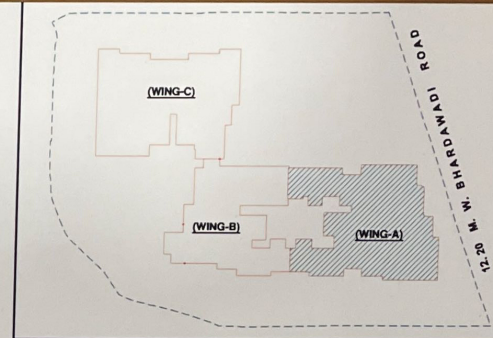 (WING-C)
(WING-B)
(WING-A)
12.20 M. W. BHARDAWADI ROAD